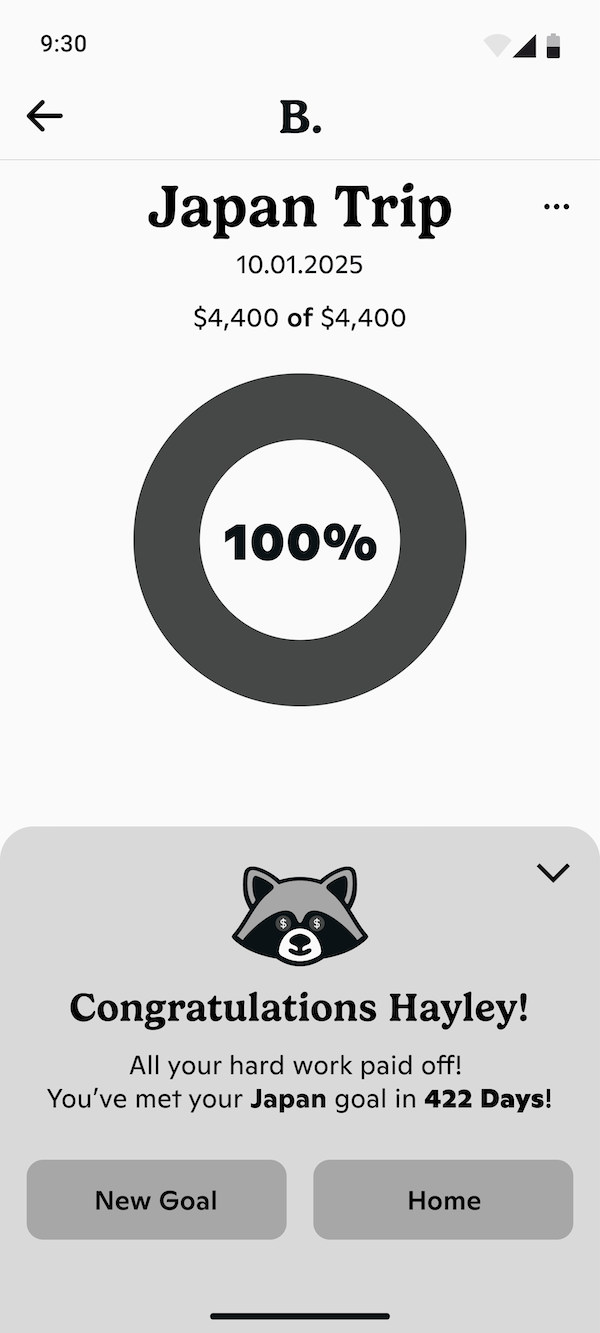 9:30
B.
Japan Trip
...
10.01.2025
$4,400 of $4,400
100%
$ $
Congratulations Hayley!
All your hard work paid off!
You’ve met your Japan goal in 422 Days!
New Goal
Home